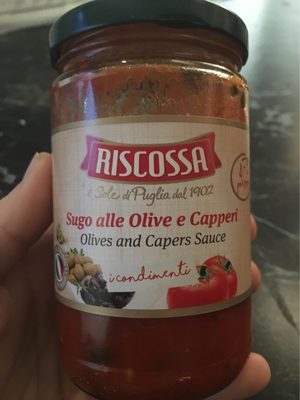 RISCOSSA
il Sole di Puglia dal 1902
Sugo alle Olive e Capperi
Olives and Capers Sauce
i condimenti